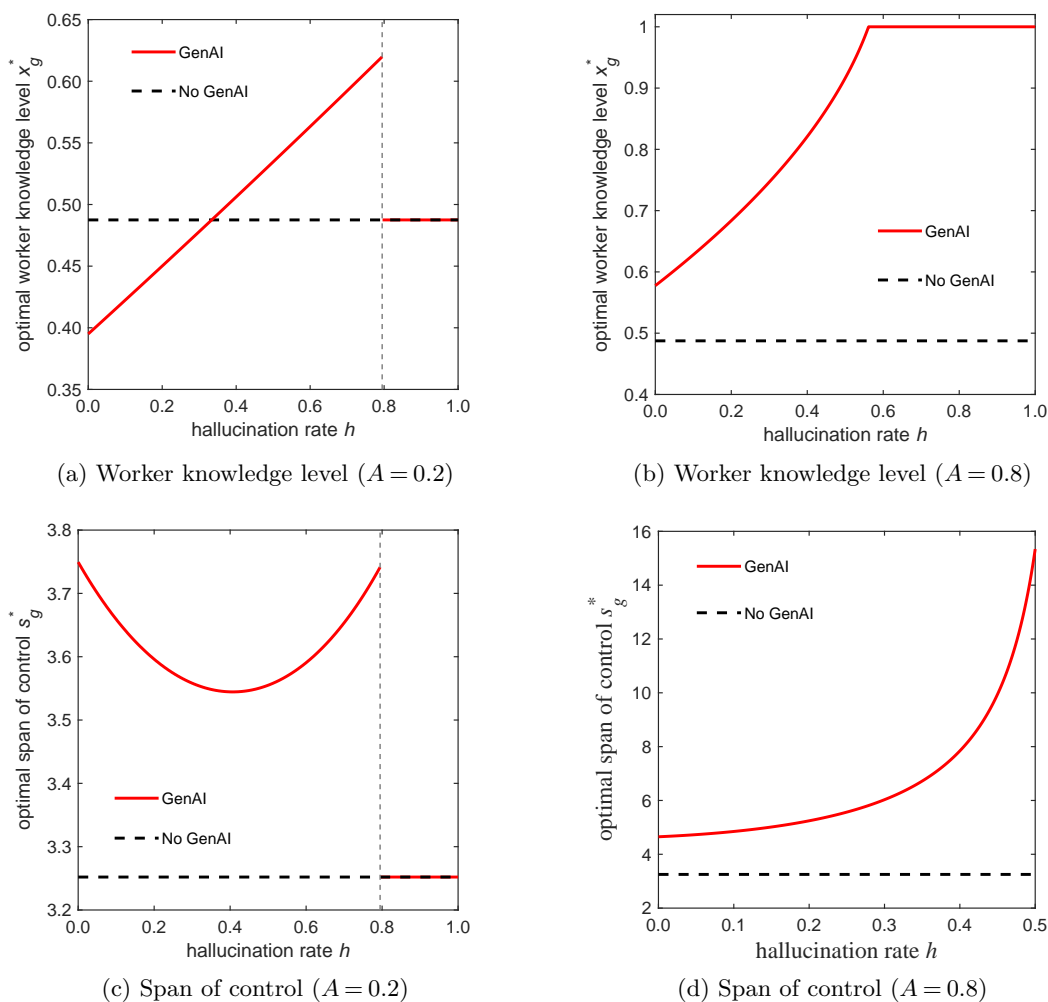 optimal worker knowledge level x_g^*
0.65
0.60
0.55
0.50
0.45
0.40
0.35
GenAI
No GenAI
0.0 0.2 0.4 0.6 0.8 1.0
hallucination rate h
(a) Worker knowledge level (A = 0.2)
optimal worker knowledge level x_g^*
1
0.9
0.8
0.7
0.6
0.5
0.4
GenAI
No GenAI
0.0 0.2 0.4 0.6 0.8 1.0
hallucination rate h
(b) Worker knowledge level (A = 0.8)
optimal span of control s_g^*
3.8
3.7
3.6
3.5
3.4
3.3
3.2
GenAI
No GenAI
0.0 0.2 0.4 0.6 0.8 1.0
hallucination rate h
(c) Span of control (A = 0.2)
optimal span of control s_g^*
16
14
12
10
8
6
4
2
GenAI
No GenAI
0.0 0.1 0.2 0.3 0.4 0.5
hallucination rate h
(d) Span of control (A = 0.8)